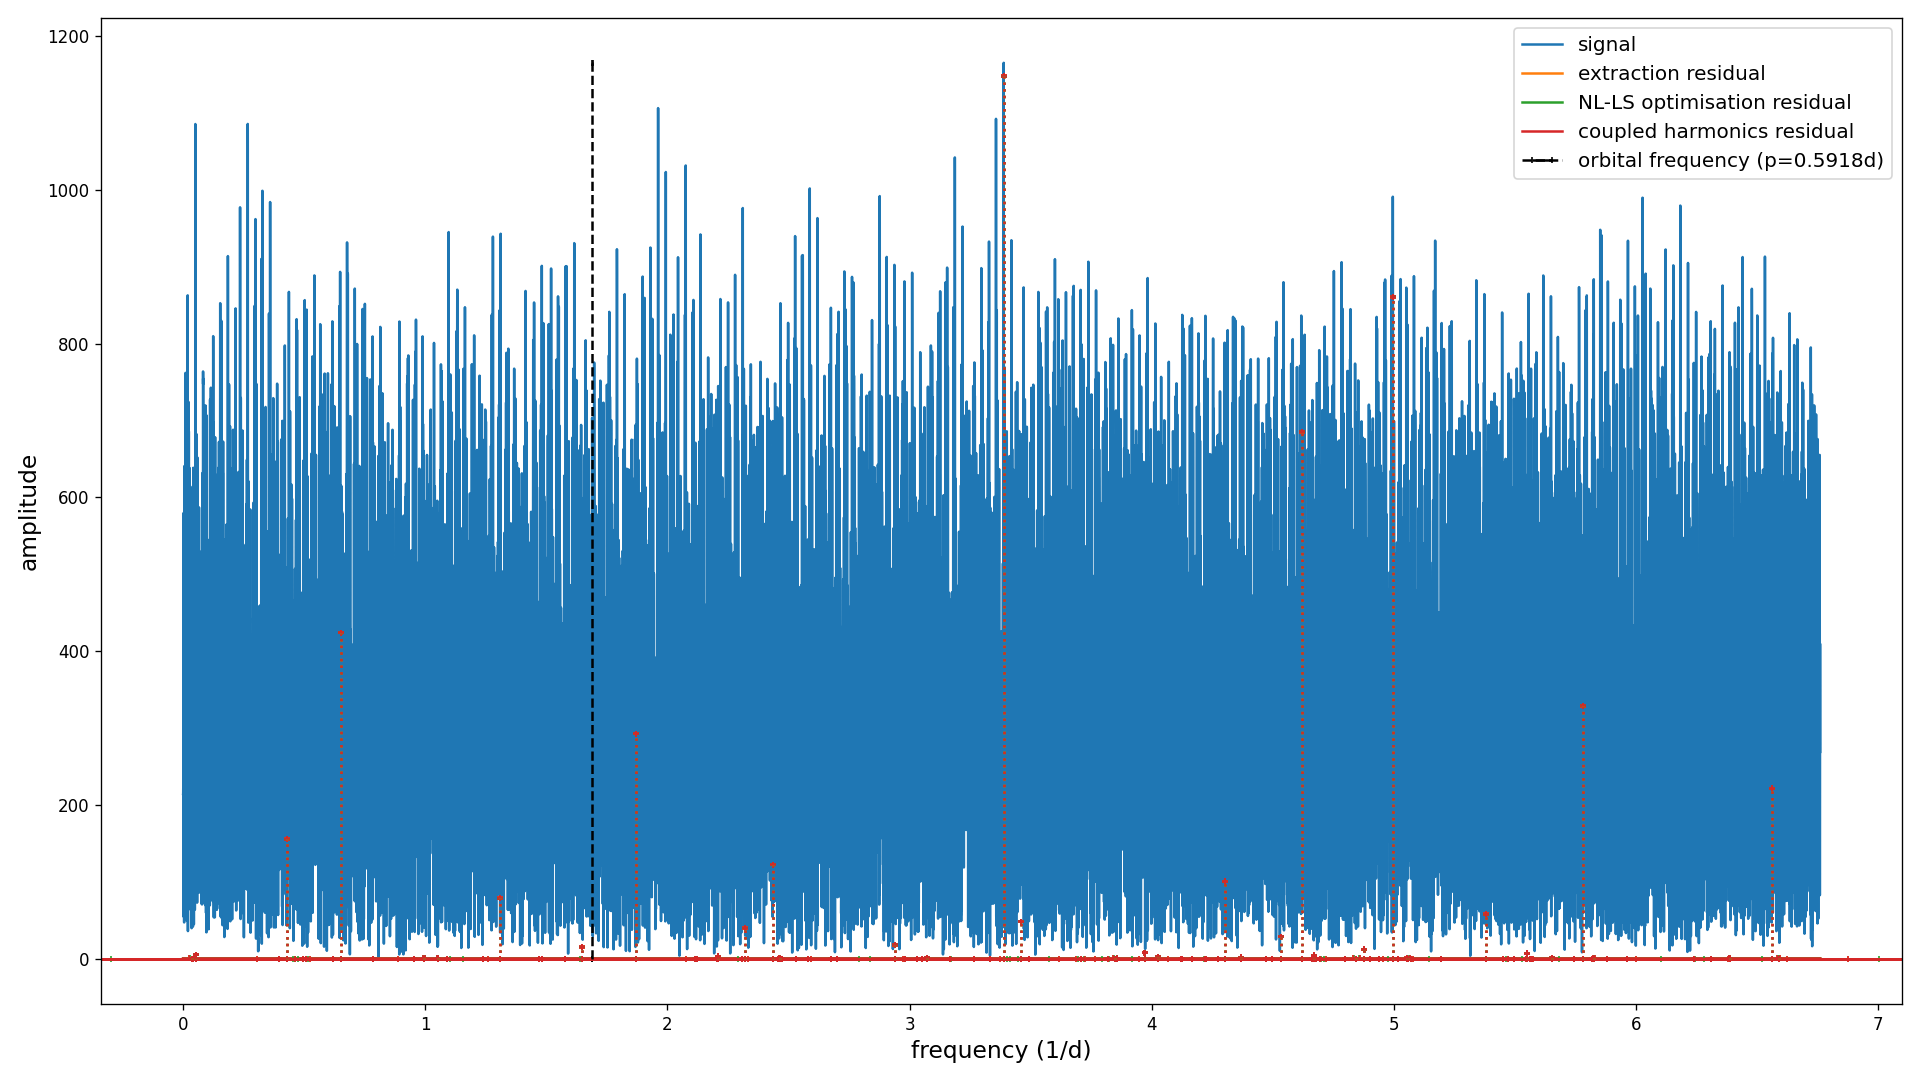 1200
1000
800
600
400
200
0
amplitude
0 1 2 3 4 5 6 7
frequency (1/d)
signal
extraction residual
NL-LS optimisation residual
coupled harmonics residual
orbital frequency (p=0.5918d)